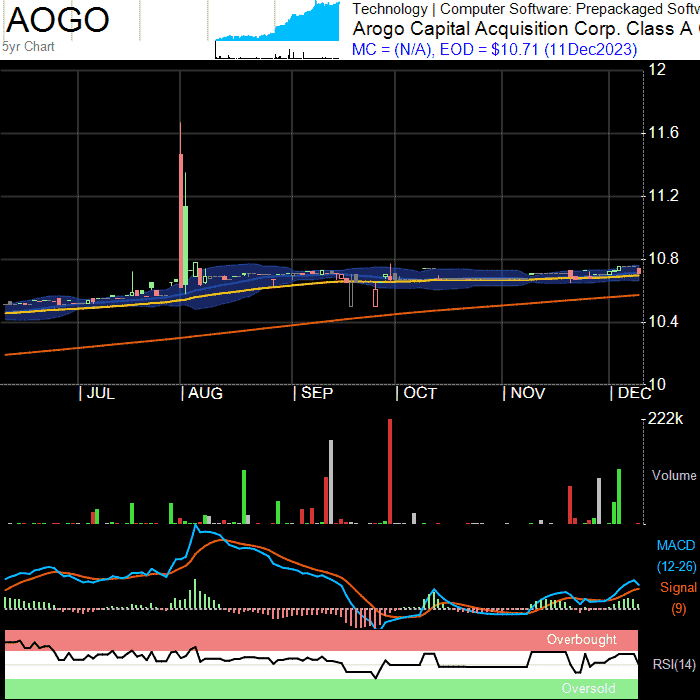 AOGO
5yr Chart
Technology | Computer Software: Prepackaged Softw
Arogo Capital Acquisition Corp. Class A
MC = (N/A), EOD = $10.71 (11Dec2023)
12
11.6
11.2
10.8
10.4
10
JUL
AUG
SEP
OCT
NOV
DEC
222k
Volume
MACD
(12-26)
Signal
(9)
Overbought
RSI(14)
Oversold